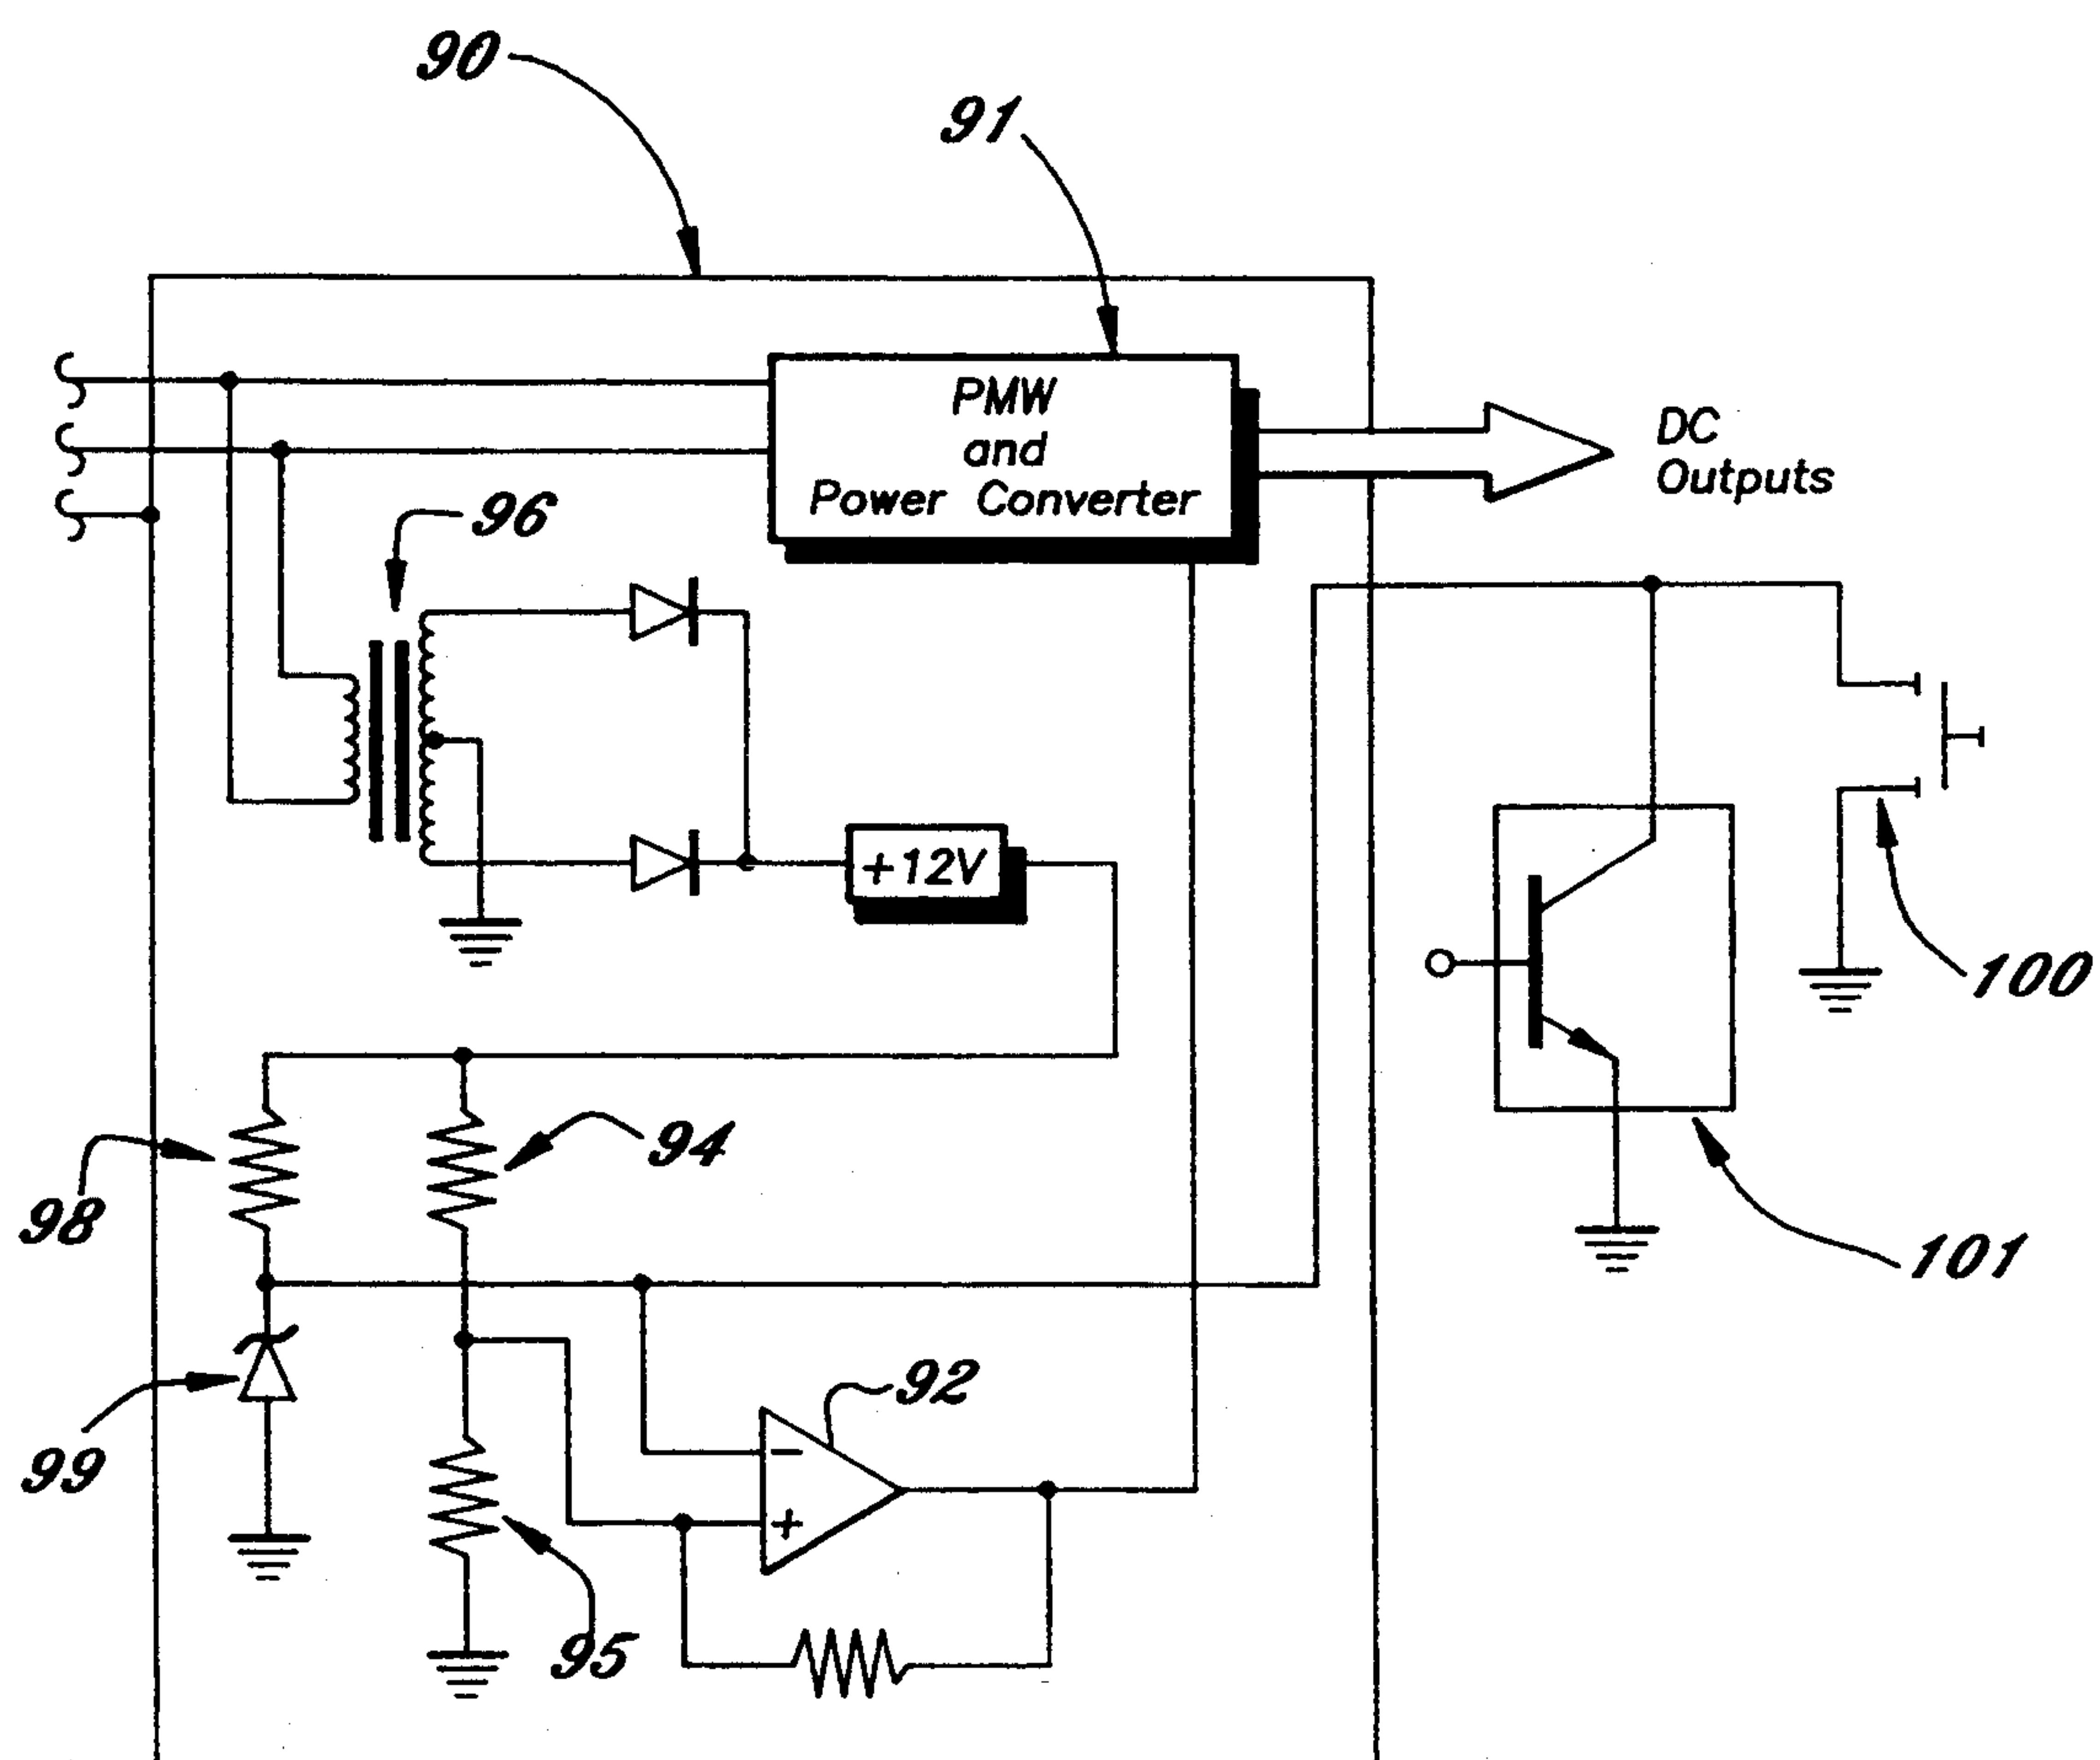 90
91
PMW
and
Power Converter
DC
Outputs
96
+12V
100
98
94
101
99
92
−
+
95